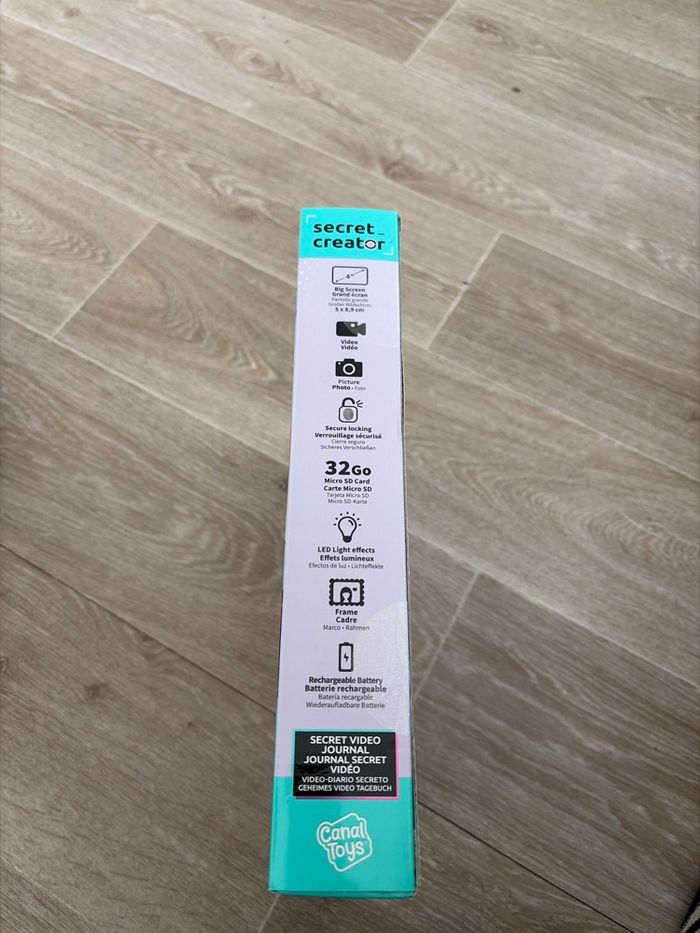 secret_
creator
4"
Big Screen
Grand écran
Pantalla grande
Großer Bildschirm
5 x 8,9 cm
Video
Vidéo
Picture
Photo • Foto
Secure locking
Verrouillage sécurisé
Cierre seguro
Sicheres Verschließen
32Go
Micro SD Card
Carte Micro SD
Tarjeta Micro SD
Micro SD-Karte
LED Light effects
Effets lumineux
Efectos de luz • Lichteffekte
Frame
Cadre
Marco • Rahmen
Rechargeable Battery
Batterie rechargeable
Batería recargable
Wiederaufladbare Batterie
SECRET VIDEO
JOURNAL
JOURNAL SECRET
VIDÉO
VIDEO-DIARIO SECRETO
GEHEIMES VIDEO TAGEBUCH
Canal
Toys